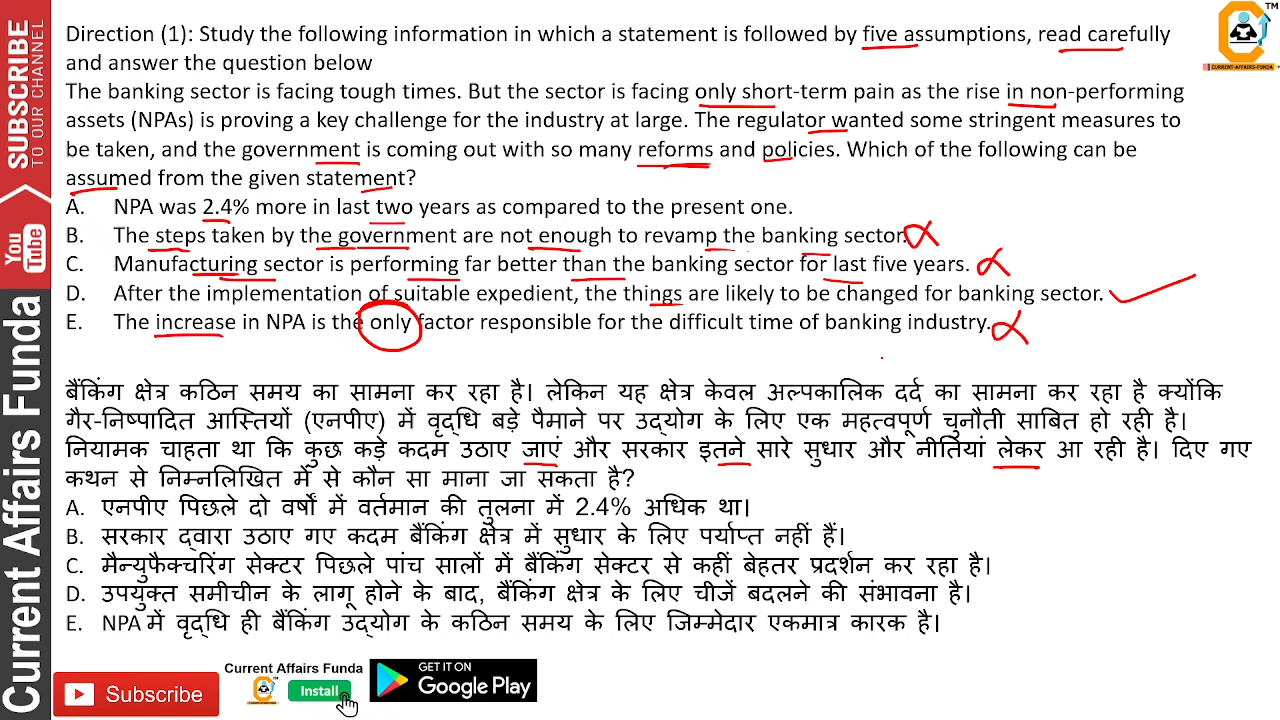 SUBSCRIBE
TO OUR CHANNEL
You
Tube
Current Affairs Funda
TM
CURRENT-AFFAIRS-FUNDA
Direction (1): Study the following information in which a statement is followed by five assumptions, read carefully
and answer the question below
The banking sector is facing tough times. But the sector is facing only short-term pain as the rise in non-performing
assets (NPAs) is proving a key challenge for the industry at large. The regulator wanted some stringent measures to
be taken, and the government is coming out with so many reforms and policies. Which of the following can be
assumed from the given statement?
A. NPA was 2.4% more in last two years as compared to the present one.
B. The steps taken by the government are not enough to revamp the banking sector.
C. Manufacturing sector is performing far better than the banking sector for last five years.
D. After the implementation of suitable expedient, the things are likely to be changed for banking sector.
E. The increase in NPA is the only factor responsible for the difficult time of banking industry.
बैंकिंग क्षेत्र कठिन समय का सामना कर रहा है। लेकिन यह क्षेत्र केवल अल्पकालिक दर्द का सामना कर रहा है क्योंकि
गैर-निष्पादित आस्तियों (एनपीए) में वृद्धि बड़े पैमाने पर उद्योग के लिए एक महत्वपूर्ण चुनौती साबित हो रही है।
नियामक चाहता था कि कुछ कड़े कदम उठाए जाएं और सरकार इतने सारे सुधार और नीतियां लेकर आ रही है। दिए गए
कथन से निम्नलिखित में से कौन सा माना जा सकता है?
A. एनपीए पिछले दो वर्षों में वर्तमान की तुलना में 2.4% अधिक था।
B. सरकार द्वारा उठाए गए कदम बैंकिंग क्षेत्र में सुधार के लिए पर्याप्त नहीं हैं।
C. मैन्युफैक्चरिंग सेक्टर पिछले पांच सालों में बैंकिंग सेक्टर से कहीं बेहतर प्रदर्शन कर रहा है।
D. उपयुक्त समीचीन के लागू होने के बाद, बैंकिंग क्षेत्र के लिए चीजें बदलने की संभावना है।
E. NPA में वृद्धि ही बैंकिंग उद्योग के कठिन समय के लिए जिम्मेदार एकमात्र कारक है।
Subscribe
Current Affairs Funda
Install
GET IT ON
Google Play